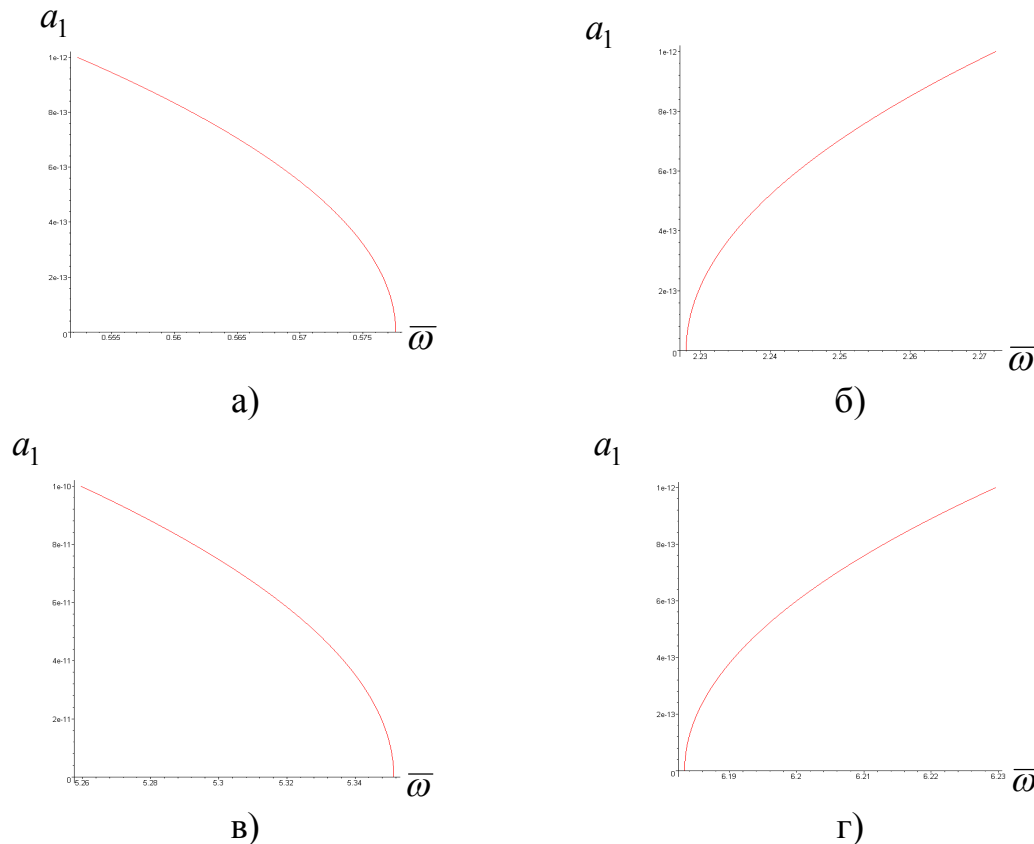 a₁
1e-12
8e-13
6e-13
4e-13
2e-13
0
0.555 0.56 0.565 0.57 0.575
ω̅
а)
a₁
1e-12
8e-13
6e-13
4e-13
2e-13
0
2.23 2.24 2.25 2.26 2.27
ω̅
б)
a₁
1e-10
8e-11
6e-11
4e-11
2e-11
0
5.26 5.28 5.3 5.32 5.34
ω̅
в)
a₁
1e-12
8e-13
6e-13
4e-13
2e-13
0
6.19 6.2 6.21 6.22 6.23
ω̅
г)